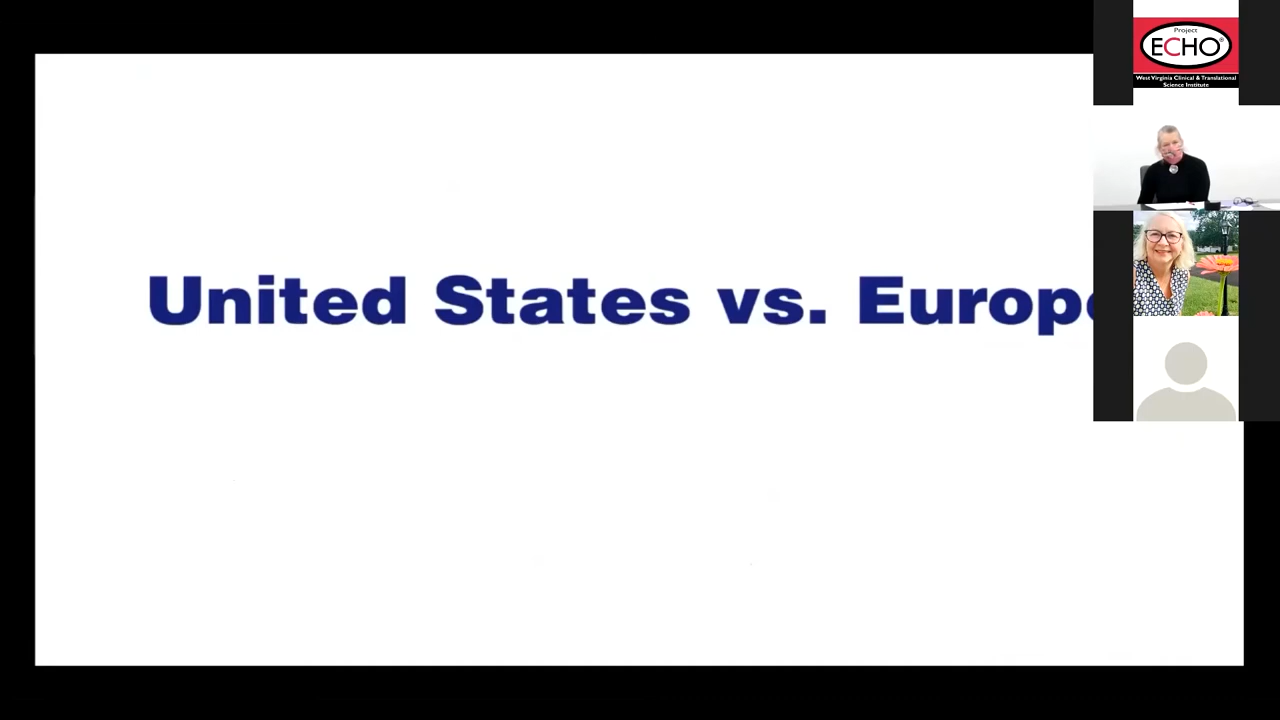 United States vs. Europe
Project
ECHO®
West Virginia Clinical & Translational
Science Institute